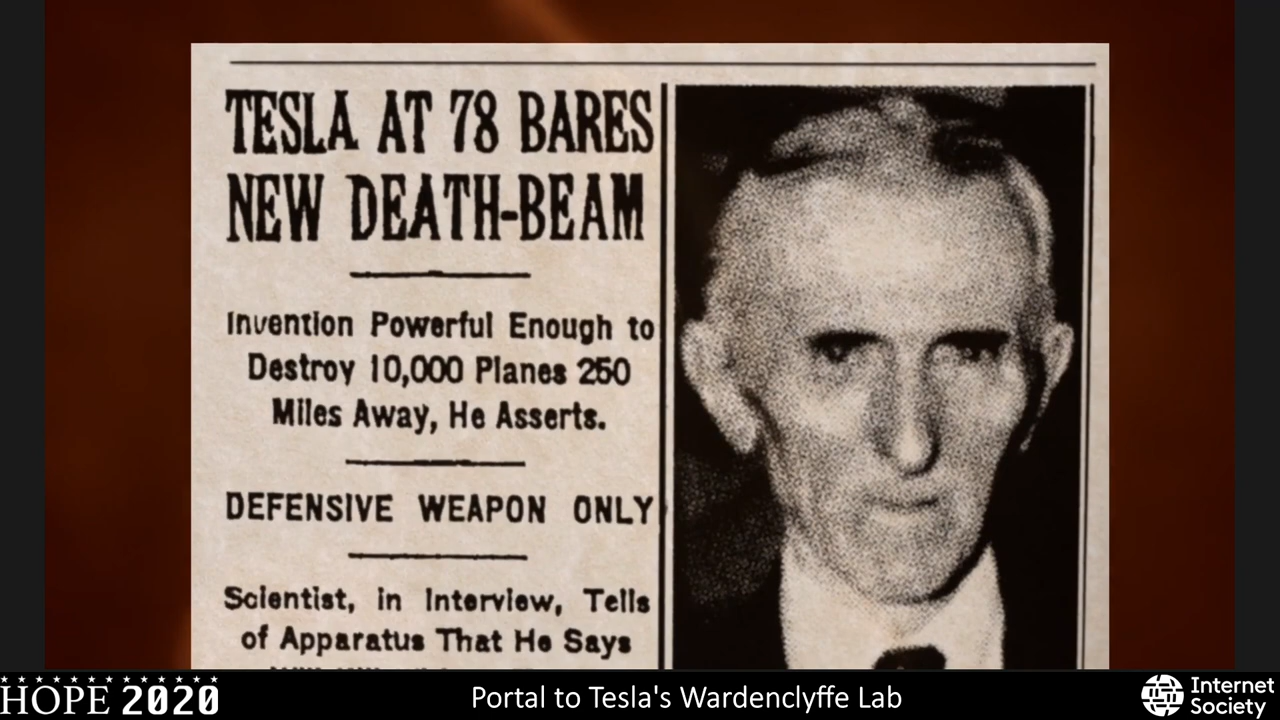 TESLA AT 78 BARES
NEW DEATH-BEAM
Invention Powerful Enough to
Destroy 10,000 Planes 250
Miles Away, He Asserts.
DEFENSIVE WEAPON ONLY
Scientist, in Interview, Tells
of Apparatus That He Says
HOPE 2020
Portal to Tesla's Wardenclyffe Lab
Internet
Society